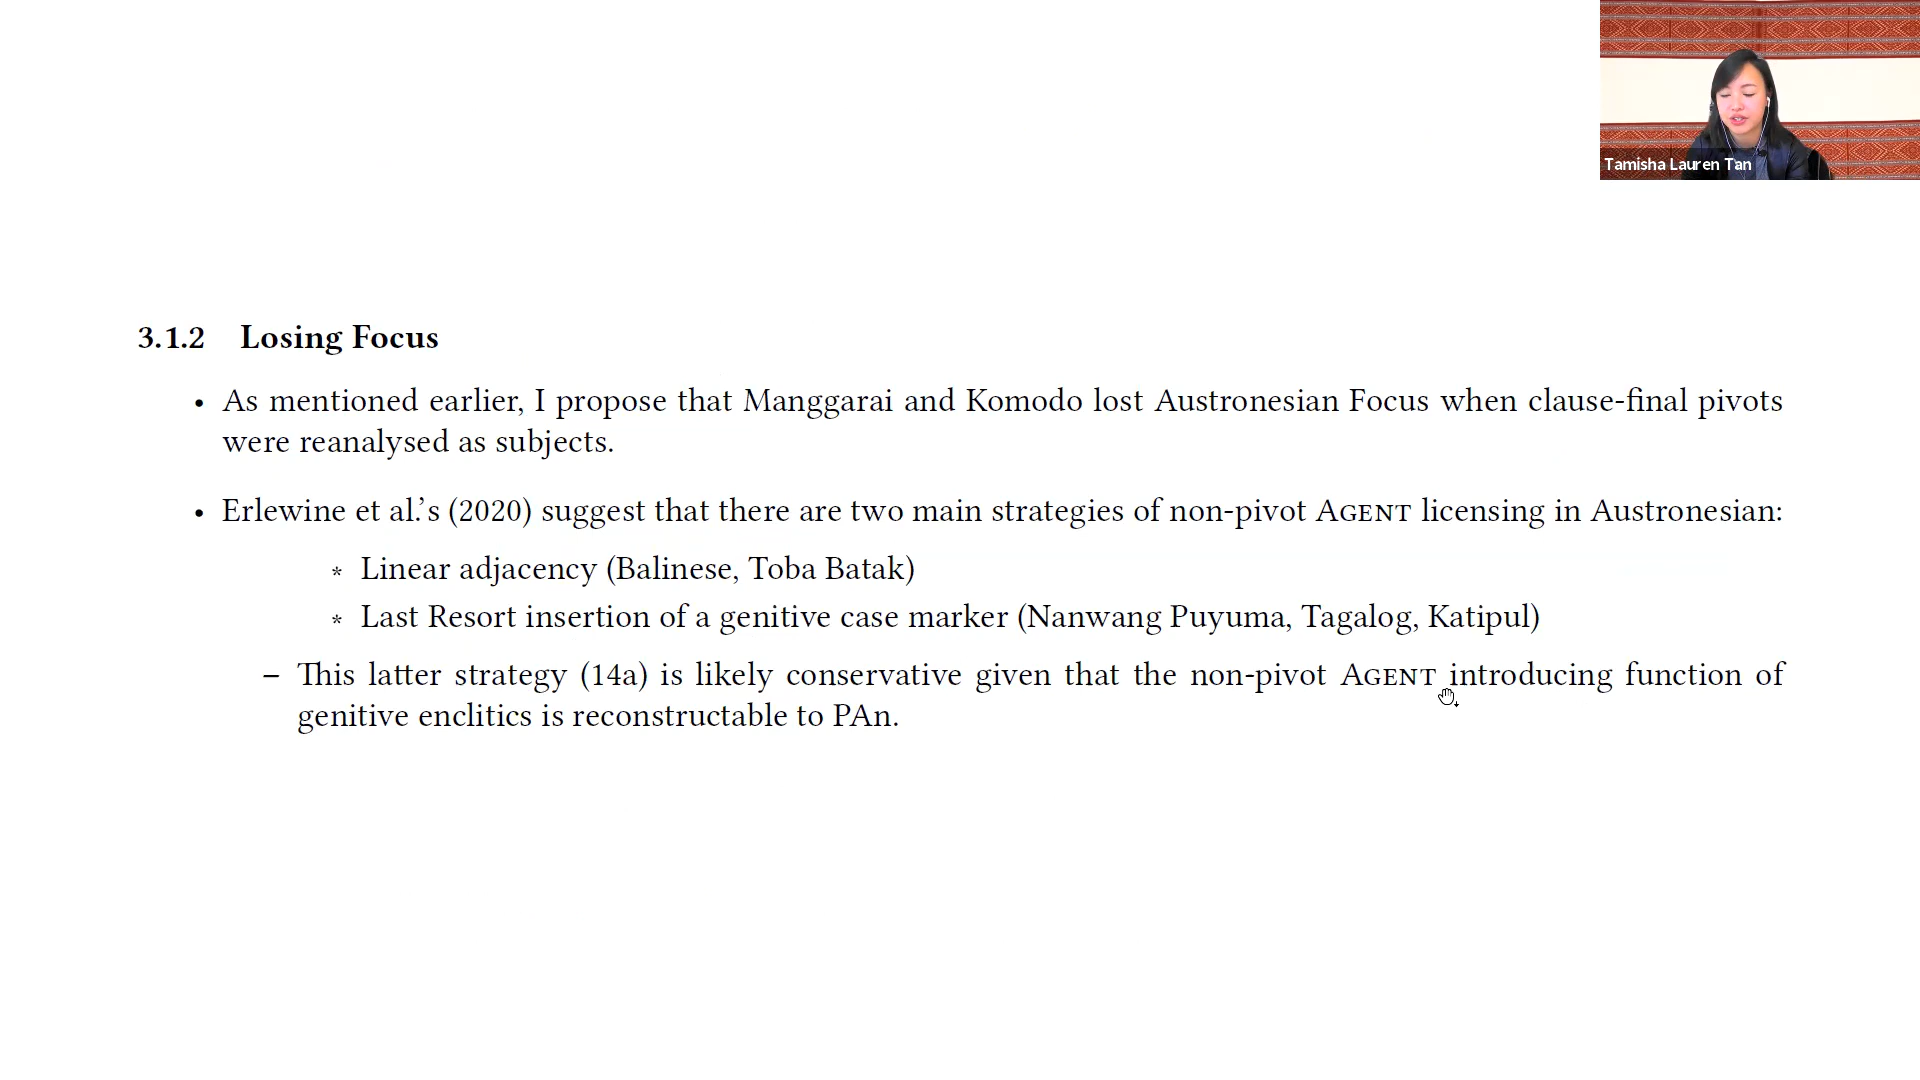 Tamisha Lauren Tan
3.1.2 Losing Focus
• As mentioned earlier, I propose that Manggarai and Komodo lost Austronesian Focus when clause-final pivots
were reanalysed as subjects.
• Erlewine et al.’s (2020) suggest that there are two main strategies of non-pivot AGENT licensing in Austronesian:
* Linear adjacency (Balinese, Toba Batak)
* Last Resort insertion of a genitive case marker (Nanwang Puyuma, Tagalog, Katipul)
– This latter strategy (14a) is likely conservative given that the non-pivot AGENT introducing function of
genitive enclitics is reconstructable to PAn.